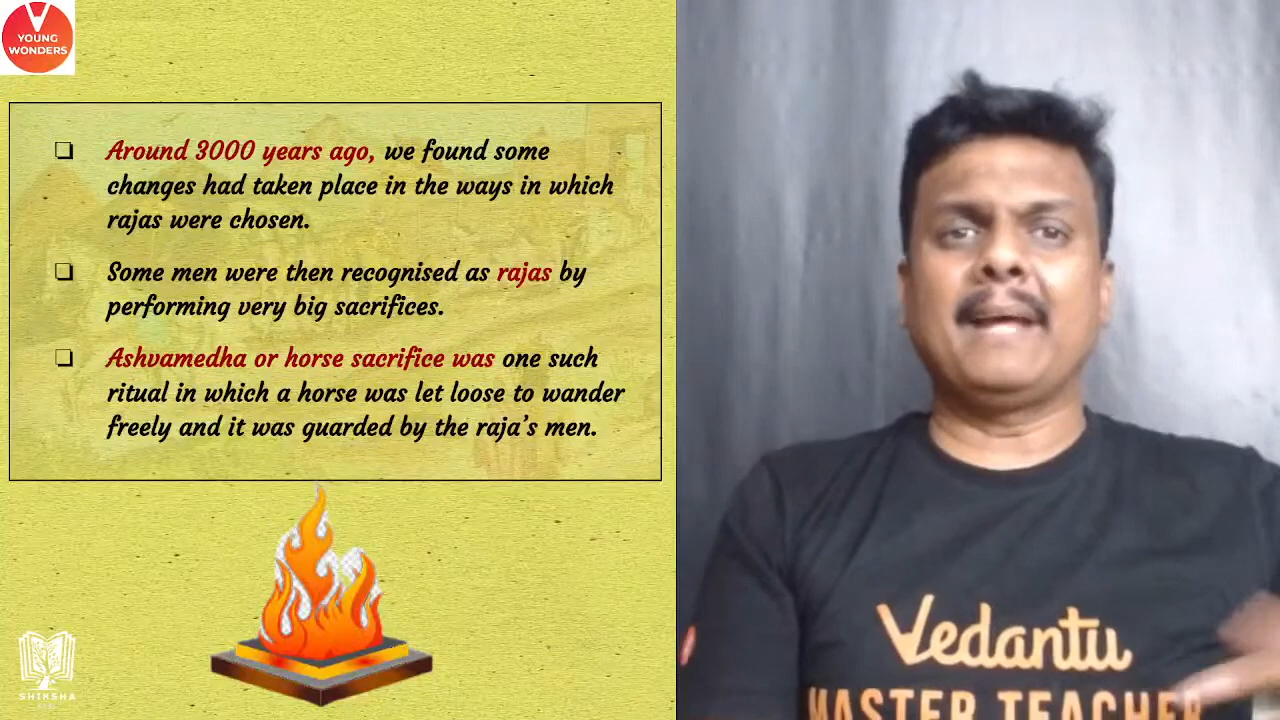 YOUNG
WONDERS
❏ Around 3000 years ago, we found some
changes had taken place in the ways in which
rajas were chosen.
❏ Some men were then recognised as rajas by
performing very big sacrifices.
❏ Ashvamedha or horse sacrifice was one such
ritual in which a horse was let loose to wander
freely and it was guarded by the raja's men.
SHIKSHA
Vedantu
MASTER TEACHER